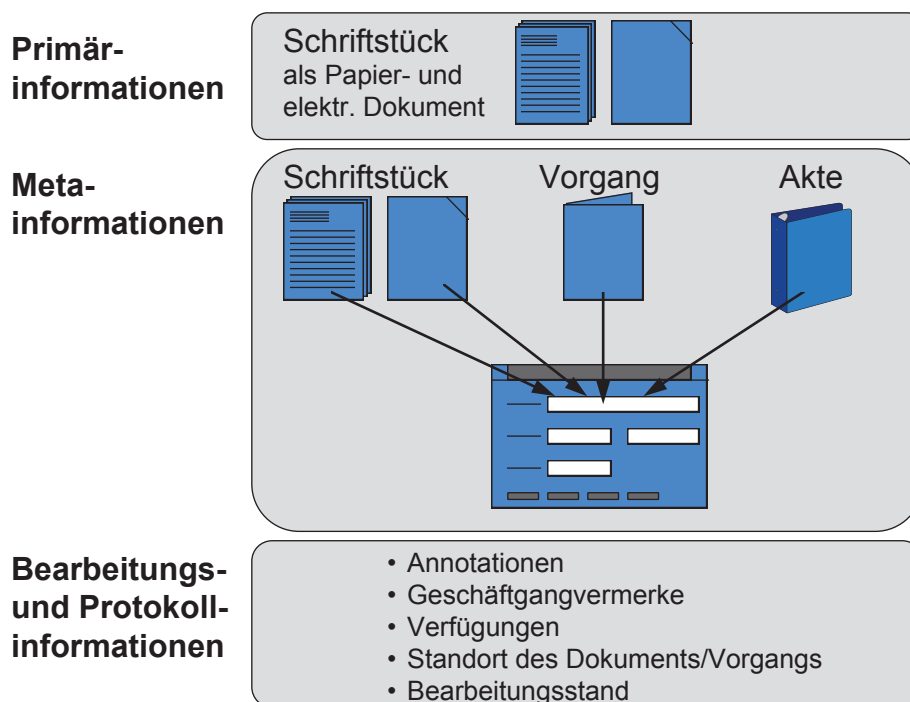 Primär-
informationen
Schriftstück
als Papier- und
elektr. Dokument
Meta-
informationen
Schriftstück
Vorgang
Akte
Bearbeitungs-
und Protokoll-
informationen
• Annotationen
• Geschäftgangvermerke
• Verfügungen
• Standort des Dokuments/Vorgangs
• Bearbeitungsstand